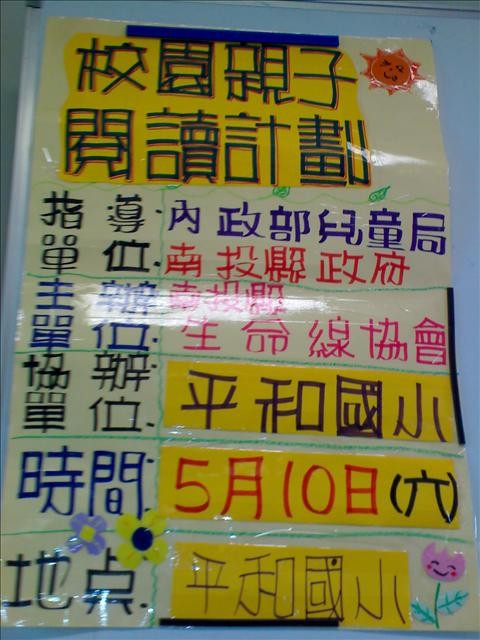 校園親子
閱讀計劃
指導 內政部兒童局
單位: 南投縣政府
主辦 南投縣
單位: 生命線協會
協辦
單位: 平和國小
時間: 5月10日(六)
地点: 平和國小